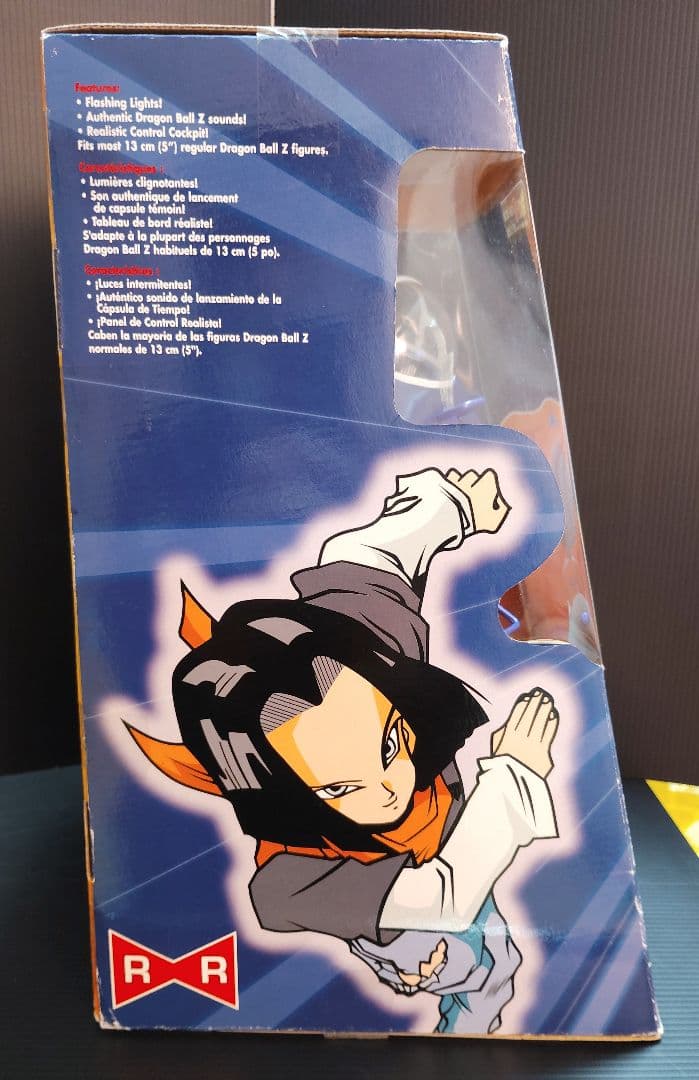 Features:
• Flashing Lights!
• Authentic Dragon Ball Z sounds!
• Realistic Control Cockpit!
Fits most 13 cm (5") regular Dragon Ball Z figures.
Caractéristiques :
• Lumières clignotantes!
• Son authentique de lancement
de capsule témoin!
• Tableau de bord réaliste!
S'adapte à la plupart des personnages
Dragon Ball Z habituels de 13 cm (5 po).
Características:
• ¡Luces intermitentes!
• ¡Auténtico sonido de lanzamiento de la
Cápsula de Tiempo!
• ¡Panel de Control Realista!
Caben la mayoria de las figuras Dragon Ball Z
normales de 13 cm (5").
R R